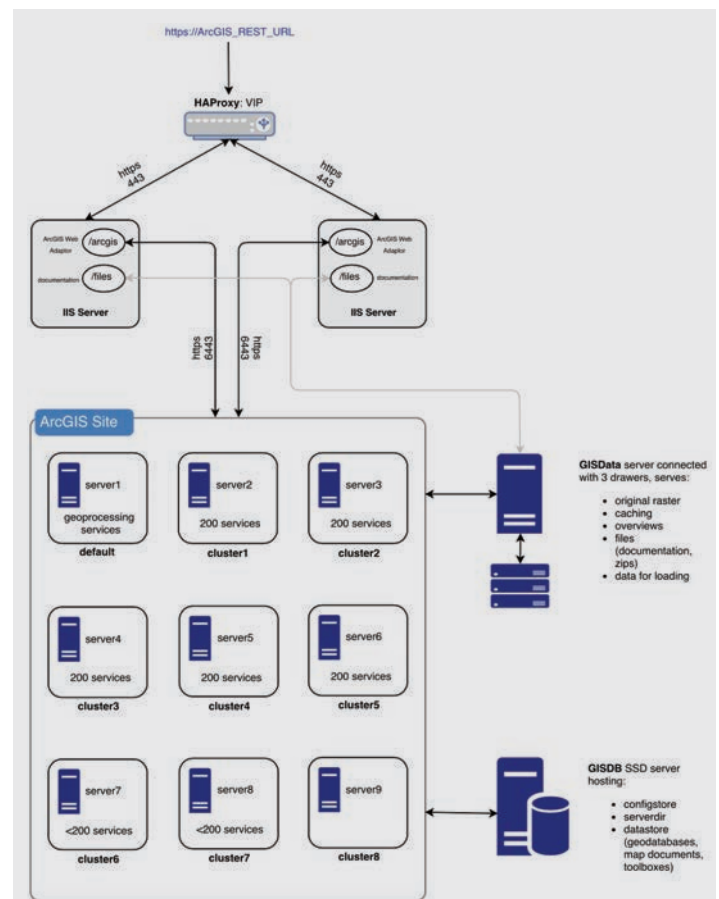 https://ArcGIS_REST_URL
HAProxy: VIP
https
443
https
443
ArcGIS Web
Adaptor
/arcgis
documentation
/files
IIS Server
/arcgis
ArcGIS Web
Adaptor
/files
documentation
IIS Server
https
6443
https
6443
ArcGIS Site
server1
geoprocessing
services
default
server2
200 services
cluster1
server3
200 services
cluster2
server4
200 services
cluster3
server5
200 services
cluster4
server6
200 services
cluster5
server7
<200 services
cluster6
server8
<200 services
cluster7
server9
cluster8
GISData server connected
with 3 drawers, serves:
• original raster
• caching
• overviews
• files
(documentation,
zips)
• data for loading
GISDB SSD server
hosting:
• configstore
• serverdir
• datastore
(geodatabases,
map documents,
toolboxes)